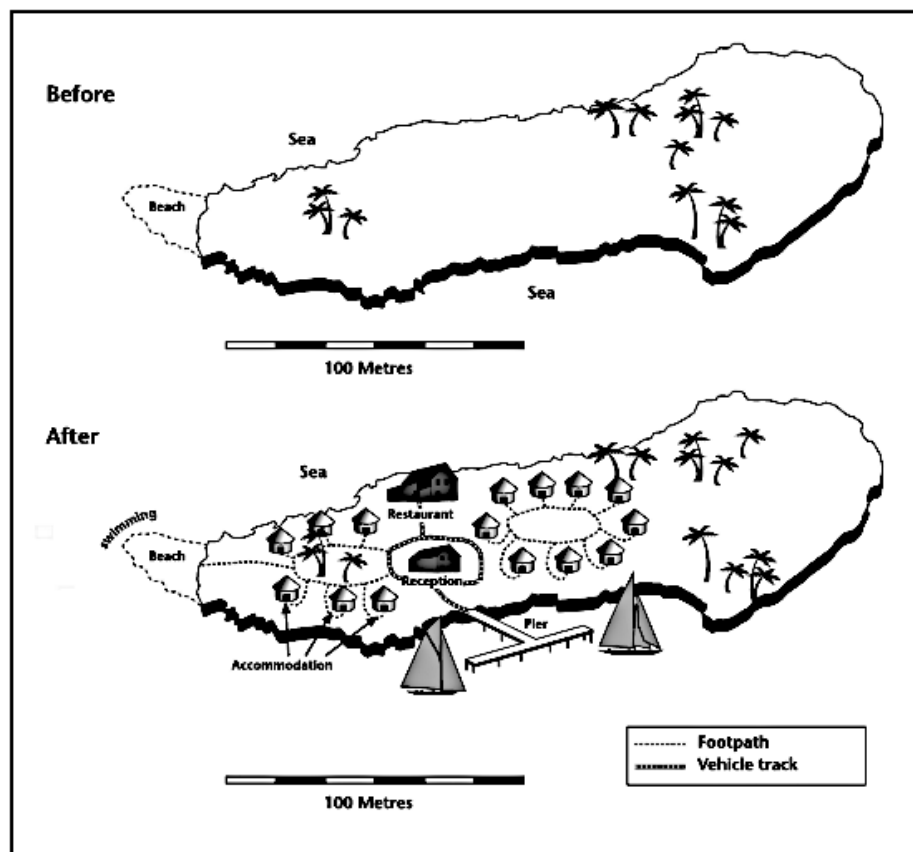 Before
Sea
Beach
Sea
100 Metres
After
Sea
swimming
Restaurant
Beach
Reception
Pier
Accommodation
Footpath
Vehicle track
100 Metres